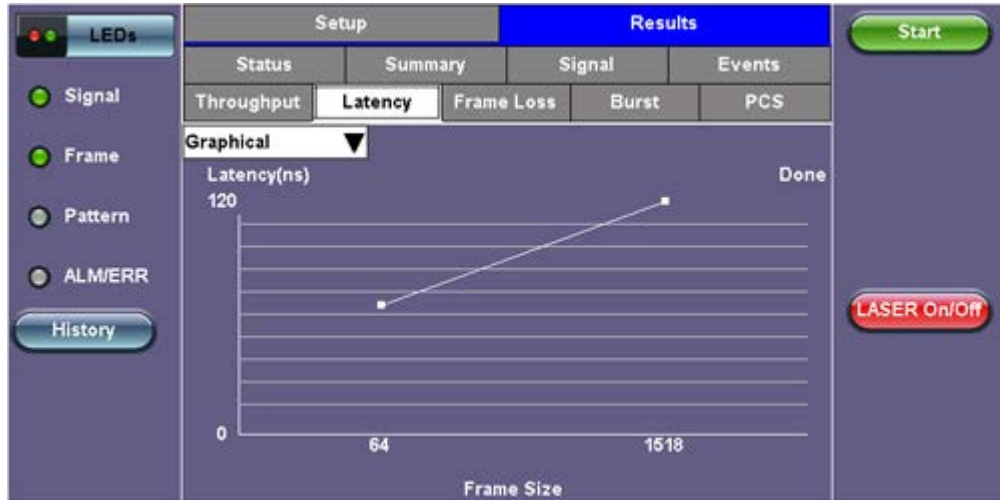 LEDs
Setup
Results
Start
Status
Summary
Signal
Events
Throughput
Latency
Frame Loss
Burst
PCS
Signal
Frame
Pattern
ALM/ERR
History
Graphical
Latency(ns)
Done
120
0
64
1518
Frame Size
LASER On/Off